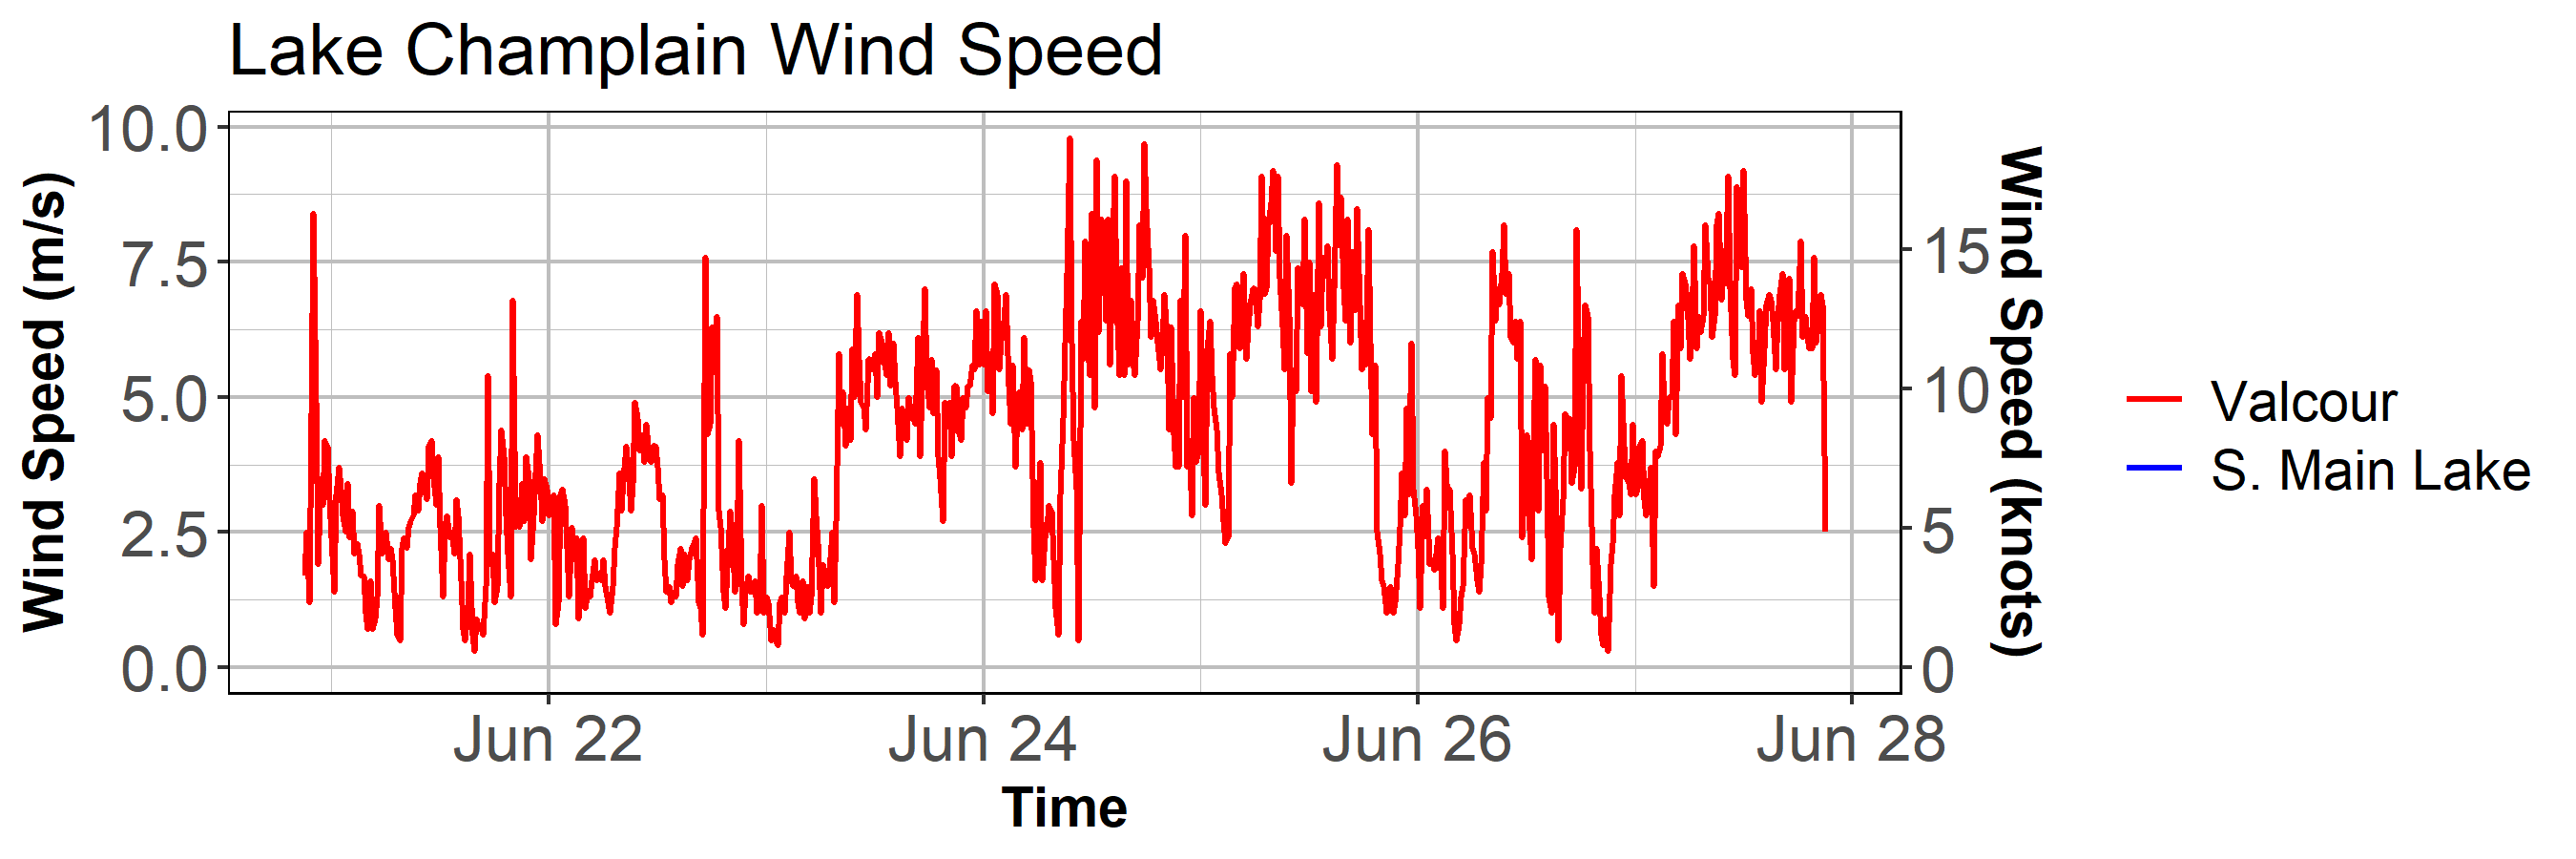 Lake Champlain Wind Speed
10.0
7.5
5.0
2.5
0.0
Wind Speed (m/s)
15
10
5
0
Wind Speed (knots)
Jun 22
Jun 24
Jun 26
Jun 28
Time
Valcour
S. Main Lake